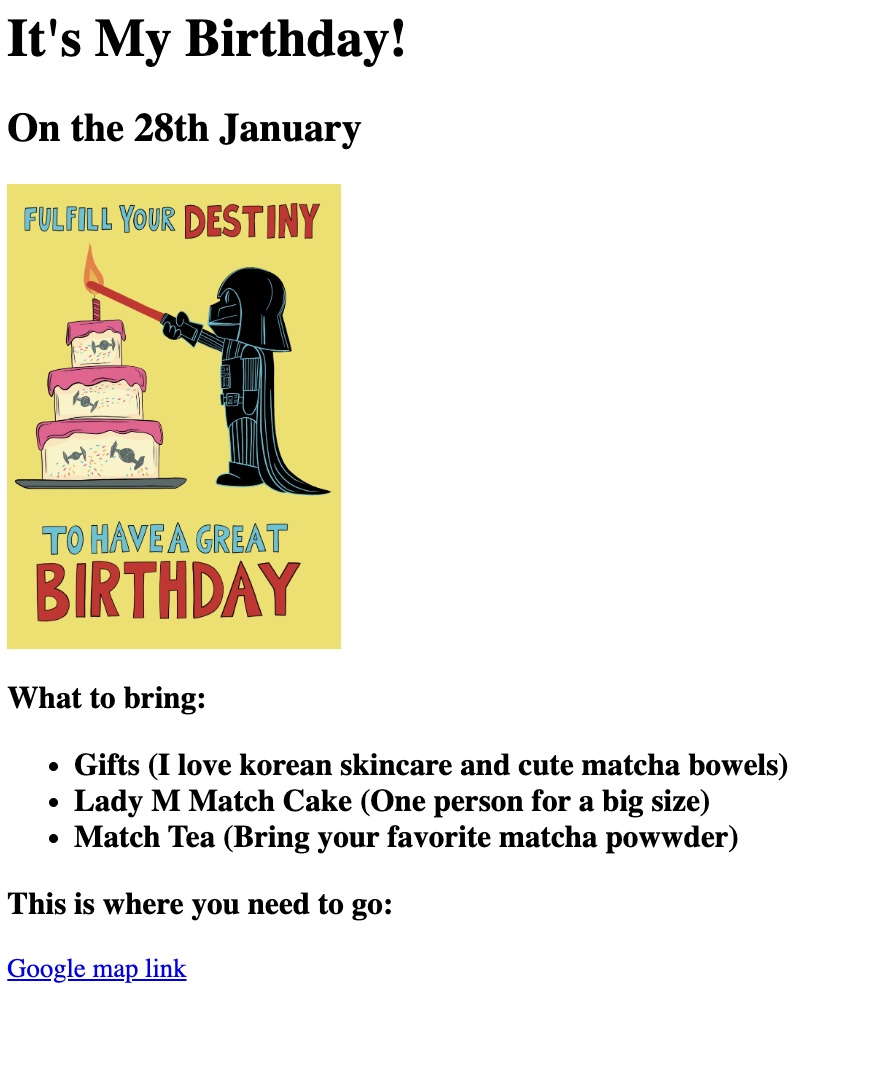 It's My Birthday!
On the 28th January
FULFILL YOUR DESTINY
TO HAVE A GREAT
BIRTHDAY
What to bring:
• Gifts (I love korean skincare and cute matcha bowels)
• Lady M Match Cake (One person for a big size)
• Match Tea (Bring your favorite matcha powwder)
This is where you need to go:
Google map link